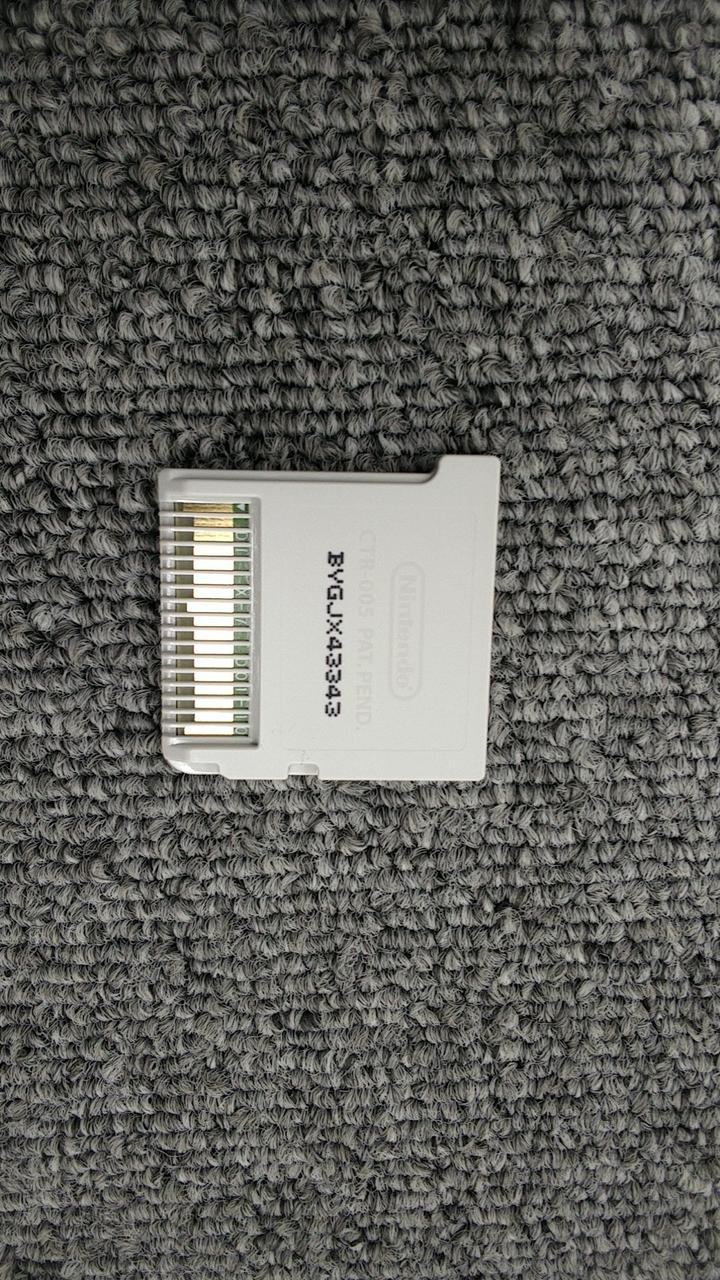 Nintendo®
CTR-005 PAT. PEND.
BYGJX43343